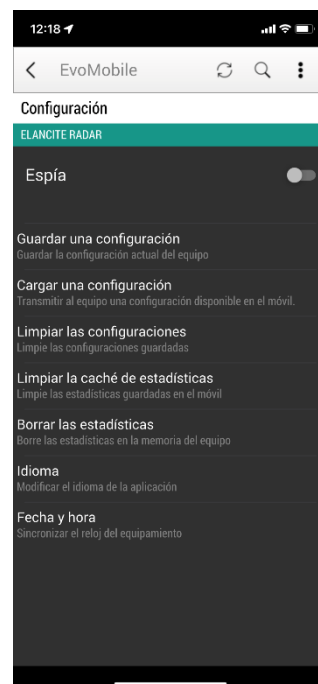 12:18
EvoMobile
Configuración
ELANCITE RADAR
Espía
Guardar una configuración
Guardar la configuración actual del equipo
Cargar una configuración
Transmitir al equipo una configuración disponible en el móvil.
Limpiar las configuraciones
Limpie las configuraciones guardadas
Limpiar la caché de estadísticas
Limpie las estadísticas guardadas en el móvil
Borrar las estadísticas
Borre las estadísticas en la memoria del equipo
Idioma
Modificar el idioma de la aplicación
Fecha y hora
Sincronizar el reloj del equipamiento